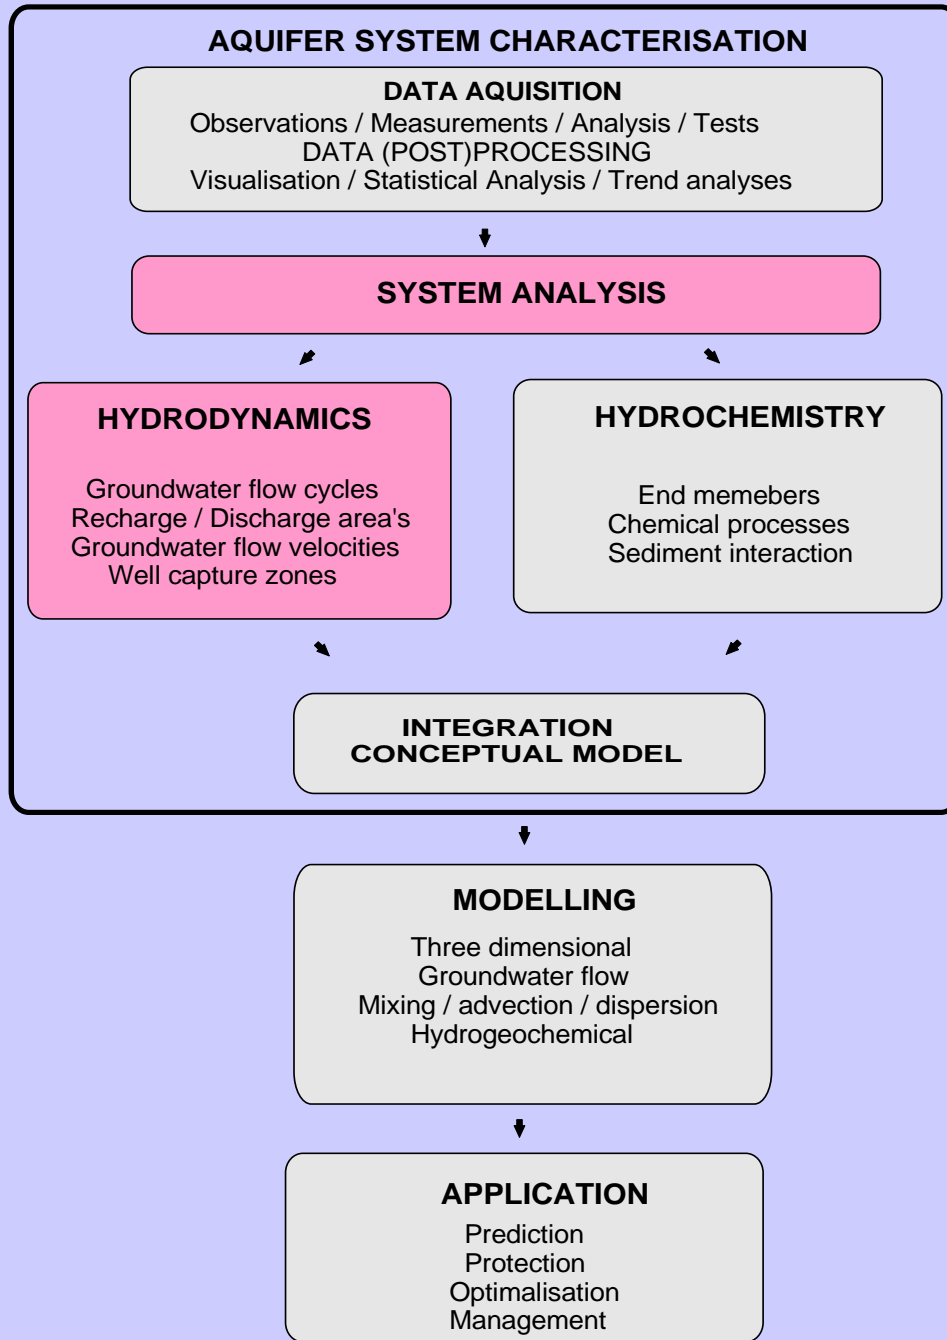 AQUIFER SYSTEM CHARACTERISATION
DATA AQUISITION
Observations / Measurements / Analysis / Tests
DATA (POST)PROCESSING
Visualisation / Statistical Analysis / Trend analyses
SYSTEM ANALYSIS
HYDRODYNAMICS
Groundwater flow cycles
Recharge / Discharge area's
Groundwater flow velocities
Well capture zones
HYDROCHEMISTRY
End memebers
Chemical processes
Sediment interaction
INTEGRATION
CONCEPTUAL MODEL
MODELLING
Three dimensional
Groundwater flow
Mixing / advection / dispersion
Hydrogeochemical
APPLICATION
Prediction
Protection
Optimalisation
Management